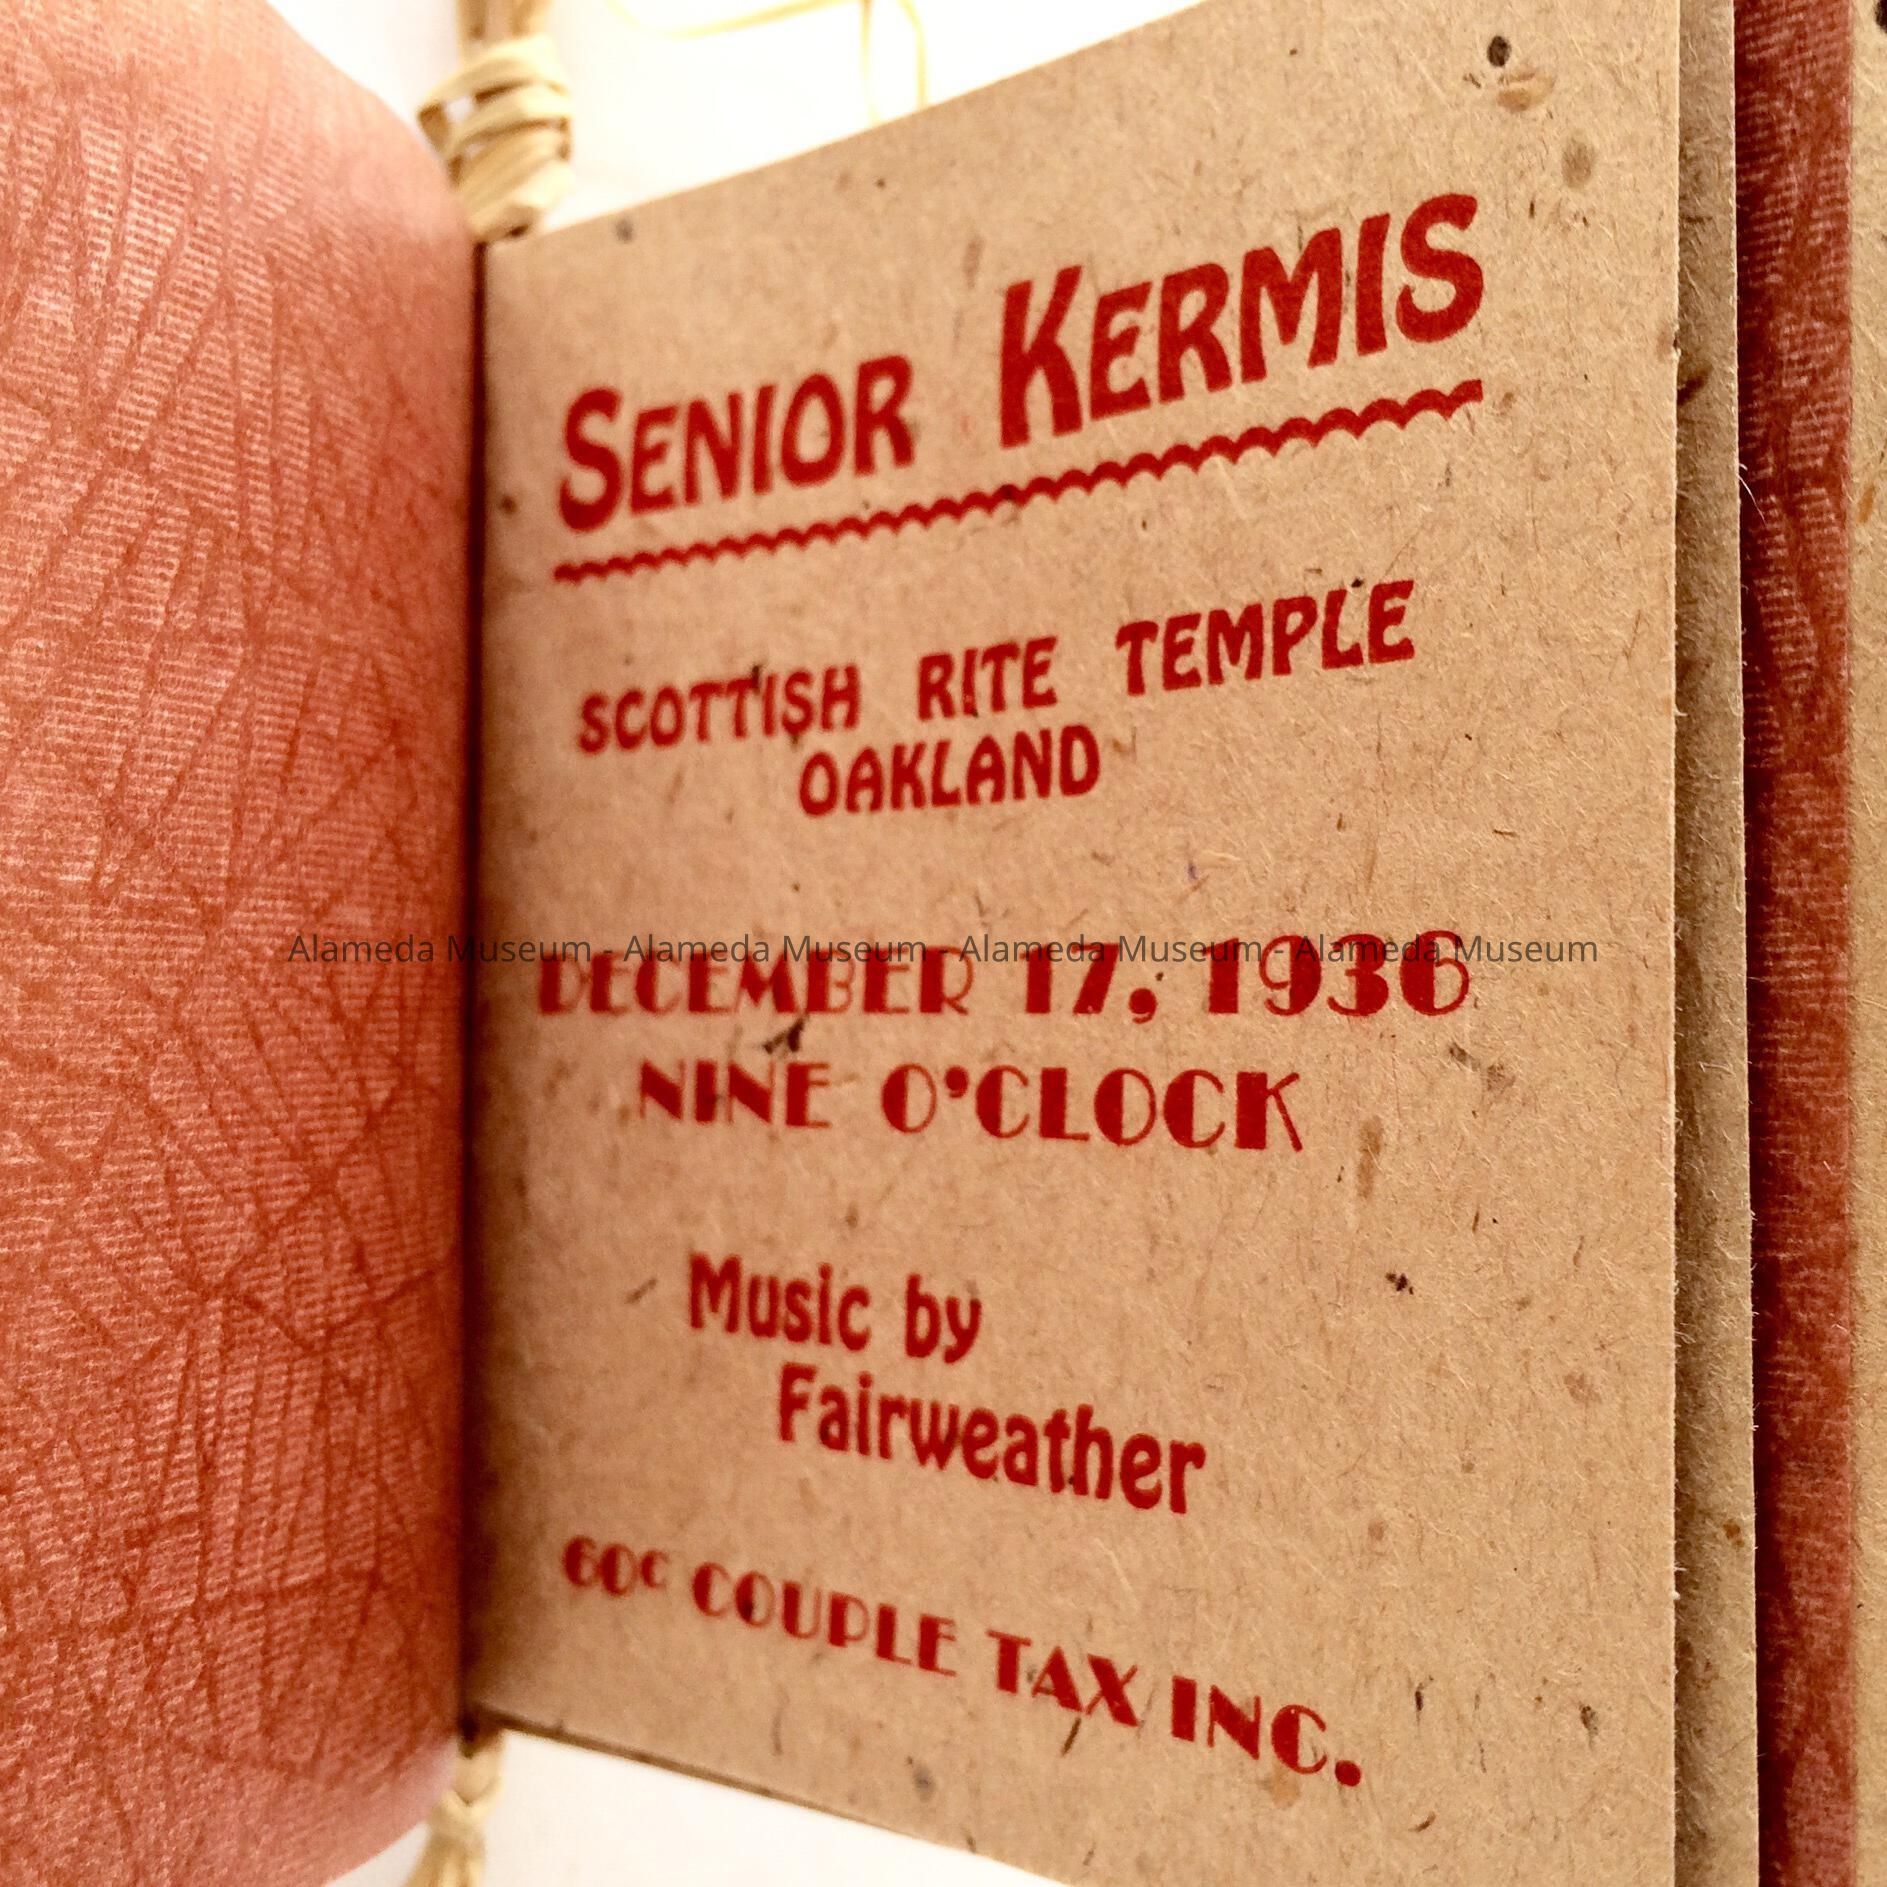 SENIOR KERMIS
SCOTTISH RITE TEMPLE
OAKLAND
Alameda Museum - Alameda Museum - Alameda Museum - Alameda Museum
DECEMBER 17, 1936
NINE O'CLOCK
Music by
Fairweather
60¢ COUPLE TAX INC.